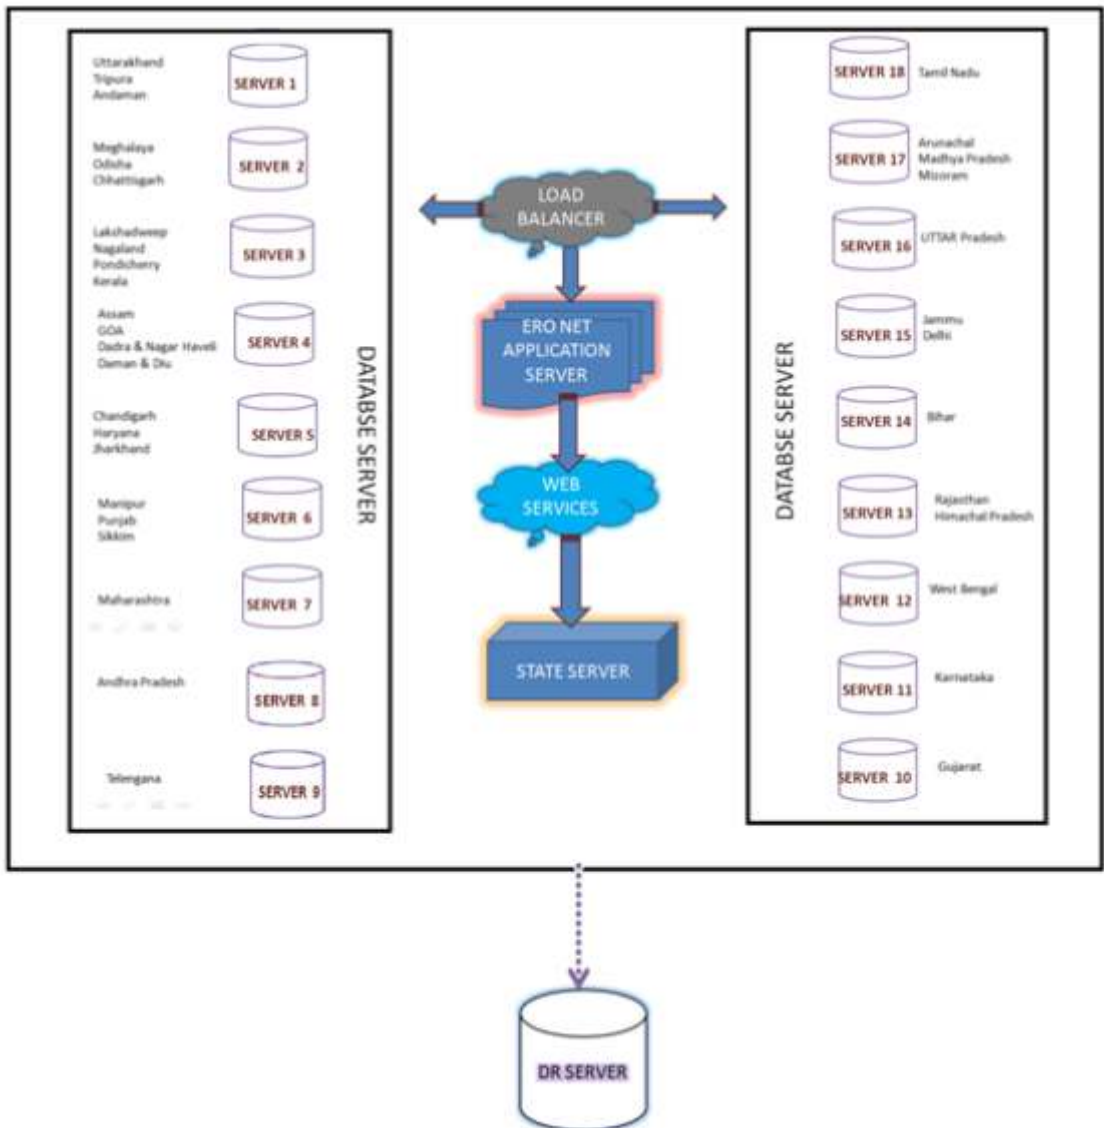 Uttarakhand
Tripura
Andaman
SERVER 1
Meghalaya
Odisha
Chhattisgarh
SERVER 2
Lakshadweep
Nagaland
Pondicherry
Kerala
SERVER 3
Assam
GOA
Dadra & Nagar Haveli
Daman & Diu
SERVER 4
Chandigarh
Haryana
Jharkhand
SERVER 5
Manipur
Punjab
Sikkim
SERVER 6
Maharashtra
SERVER 7
Andhra Pradesh
SERVER 8
Telengana
SERVER 9
DATABSE SERVER
LOAD
BALANCER
ERO NET
APPLICATION
SERVER
WEB
SERVICES
STATE SERVER
DATABSE SERVER
SERVER 18
Tamil Nadu
SERVER 17
Arunachal
Madhya Pradesh
Mizoram
SERVER 16
UTTAR Pradesh
SERVER 15
Jammu
Delhi
SERVER 14
Bihar
SERVER 13
Rajasthan
Himachal Pradesh
SERVER 12
West Bengal
SERVER 11
Karnataka
SERVER 10
Gujarat
DR SERVER